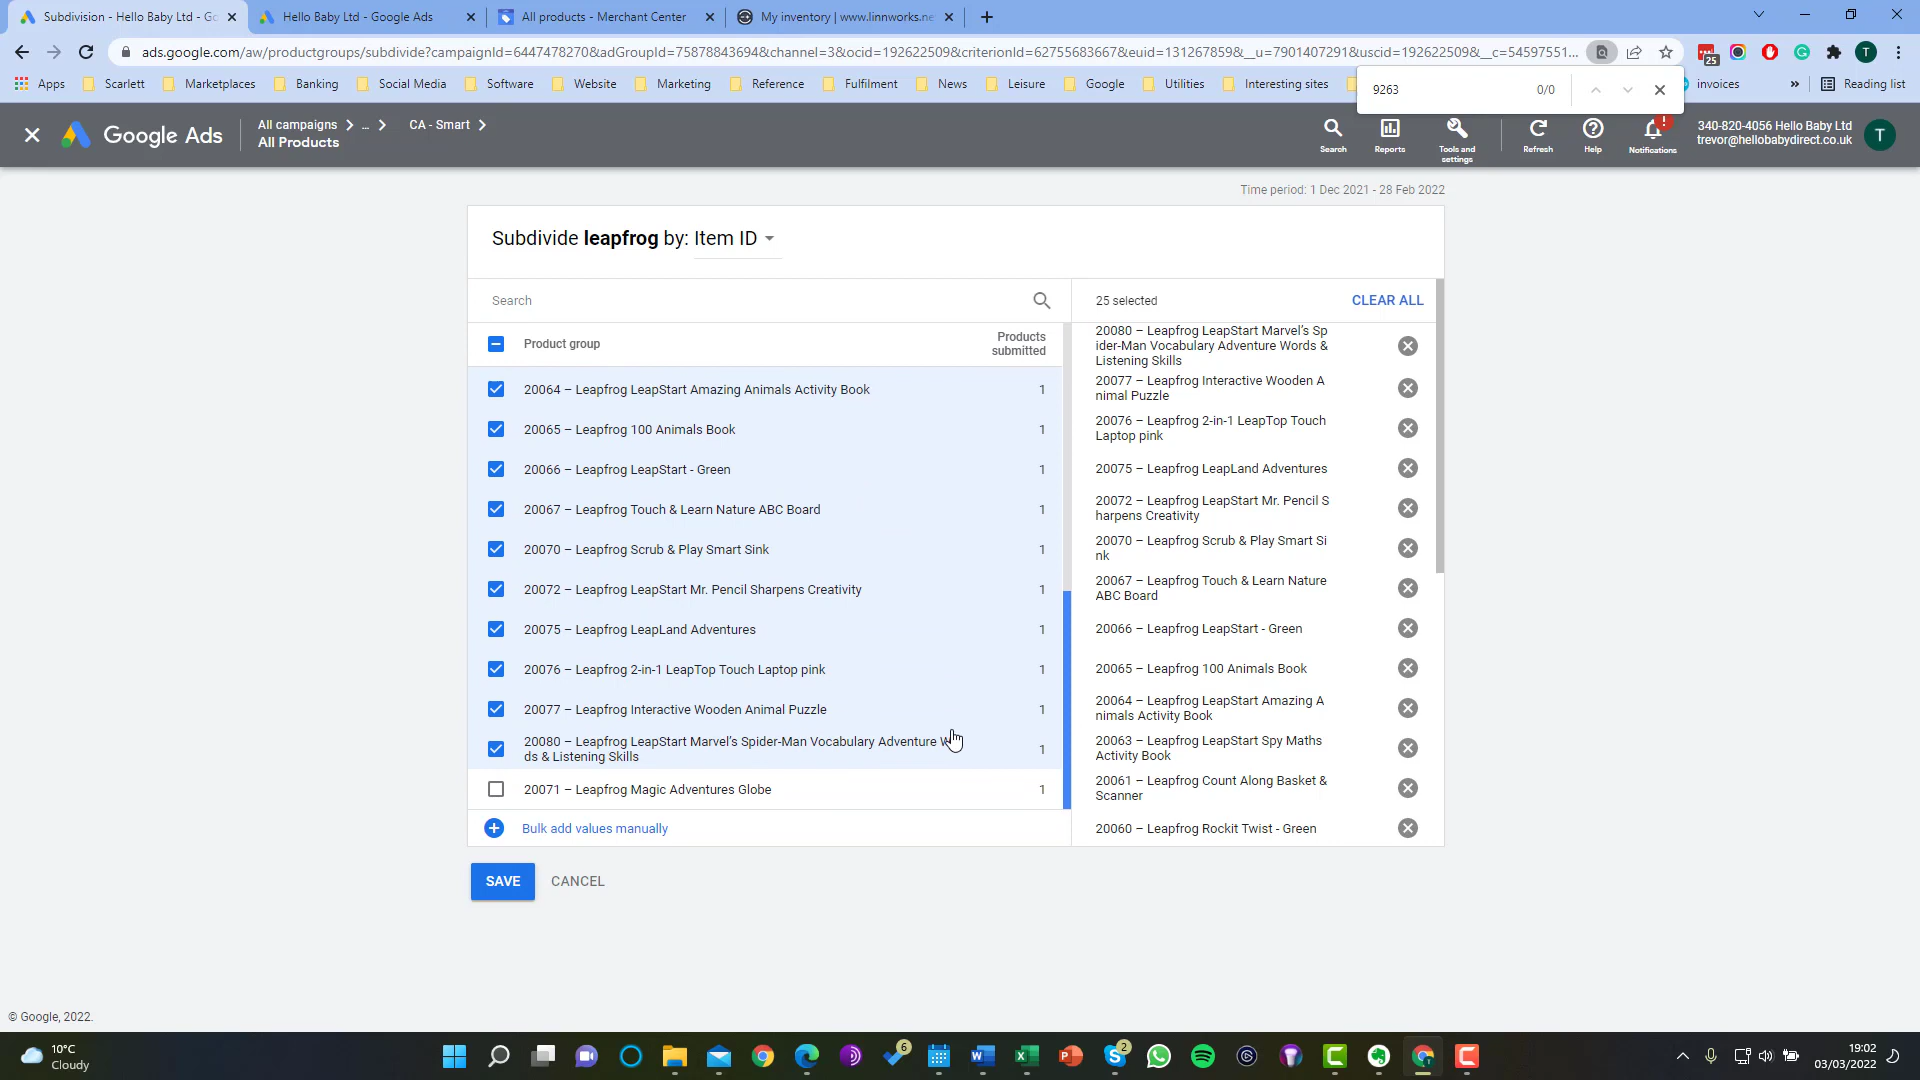 Subdivision - Hello Baby Ltd - Go
Hello Baby Ltd - Google Ads
All products - Merchant Center
My inventory | www.linnworks.ne
ads.google.com/aw/productgroups/subdivide?campaignId=6447478270&adGroupId=75878843694&channel=3&ocid=192622509&criterionId=62755683667&euid=131267859&__u=7901407291&uscid=192622509&__c=54597551...
25
T
Apps
Scarlett
Marketplaces
Banking
Social Media
Software
Website
Marketing
Reference
Fulfilment
News
Leisure
Google
Utilities
Interesting sites
invoices
»
Reading list
9263
0/0
Google Ads
All campaigns > ... > CA - Smart >
All Products
Search
Reports
Tools and
settings
Refresh
Help
!
Notifications
340-820-4056 Hello Baby Ltd
trevor@hellobabydirect.co.uk
T
Time period: 1 Dec 2021 - 28 Feb 2022
Subdivide leapfrog by: Item ID
Search
25 selected
CLEAR ALL
Product group
Products
submitted
20064 – Leapfrog LeapStart Amazing Animals Activity Book 1
20065 – Leapfrog 100 Animals Book 1
20066 – Leapfrog LeapStart - Green 1
20067 – Leapfrog Touch & Learn Nature ABC Board 1
20070 – Leapfrog Scrub & Play Smart Sink 1
20072 – Leapfrog LeapStart Mr. Pencil Sharpens Creativity 1
20075 – Leapfrog LeapLand Adventures 1
20076 – Leapfrog 2-in-1 LeapTop Touch Laptop pink 1
20077 – Leapfrog Interactive Wooden Animal Puzzle 1
20080 – Leapfrog LeapStart Marvel's Spider-Man Vocabulary Adventure W
ds & Listening Skills 1
20071 – Leapfrog Magic Adventures Globe 1
Bulk add values manually
20080 – Leapfrog LeapStart Marvel's Sp
ider-Man Vocabulary Adventure Words &
Listening Skills
20077 – Leapfrog Interactive Wooden A
nimal Puzzle
20076 – Leapfrog 2-in-1 LeapTop Touch
Laptop pink
20075 – Leapfrog LeapLand Adventures
20072 – Leapfrog LeapStart Mr. Pencil S
harpens Creativity
20070 – Leapfrog Scrub & Play Smart Si
nk
20067 – Leapfrog Touch & Learn Nature
ABC Board
20066 – Leapfrog LeapStart - Green
20065 – Leapfrog 100 Animals Book
20064 – Leapfrog LeapStart Amazing A
nimals Activity Book
20063 – Leapfrog LeapStart Spy Maths
Activity Book
20061 – Leapfrog Count Along Basket &
Scanner
20060 – Leapfrog Rockit Twist - Green
SAVE
CANCEL
© Google, 2022.
10°C
Cloudy
6
2
19:02
03/03/2022